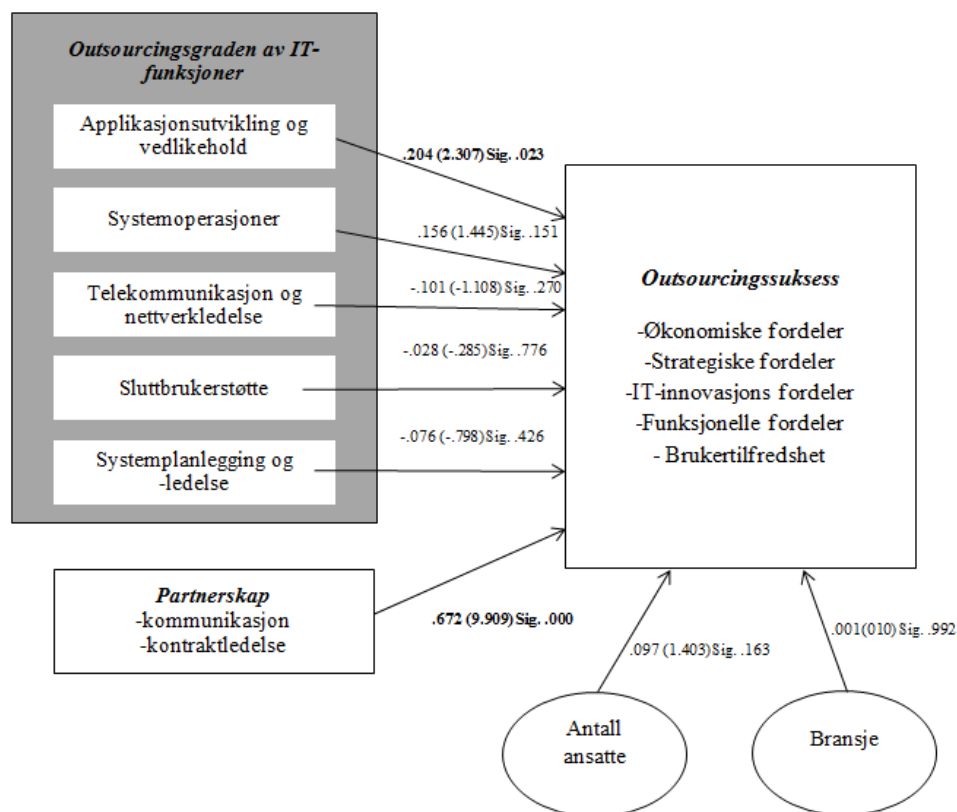 Outsourcingsgraden av IT-
funksjoner
Applikasjonsutvikling og
vedlikehold
.204 (2.307) Sig. .023
Systemoperasjoner
.156 (1.445) Sig. .151
Telekommunikasjon og
nettverkledelse
-.101 (-1.108) Sig. .270
Sluttbrukerstøtte
-.028 (-.285) Sig. .776
Systemplanlegging og
-ledelse
-.076 (-.798) Sig. .426
Outsourcingssuksess
-Økonomiske fordeler
-Strategiske fordeler
-IT-innovasjons fordeler
-Funksjonelle fordeler
- Brukertilfredshet
Partnerskap
-kommunikasjon
-kontraktledelse
.672 (9.909) Sig. .000
.097 (1.403) Sig. .163
.001(010) Sig. .992
Antall
ansatte
Bransje